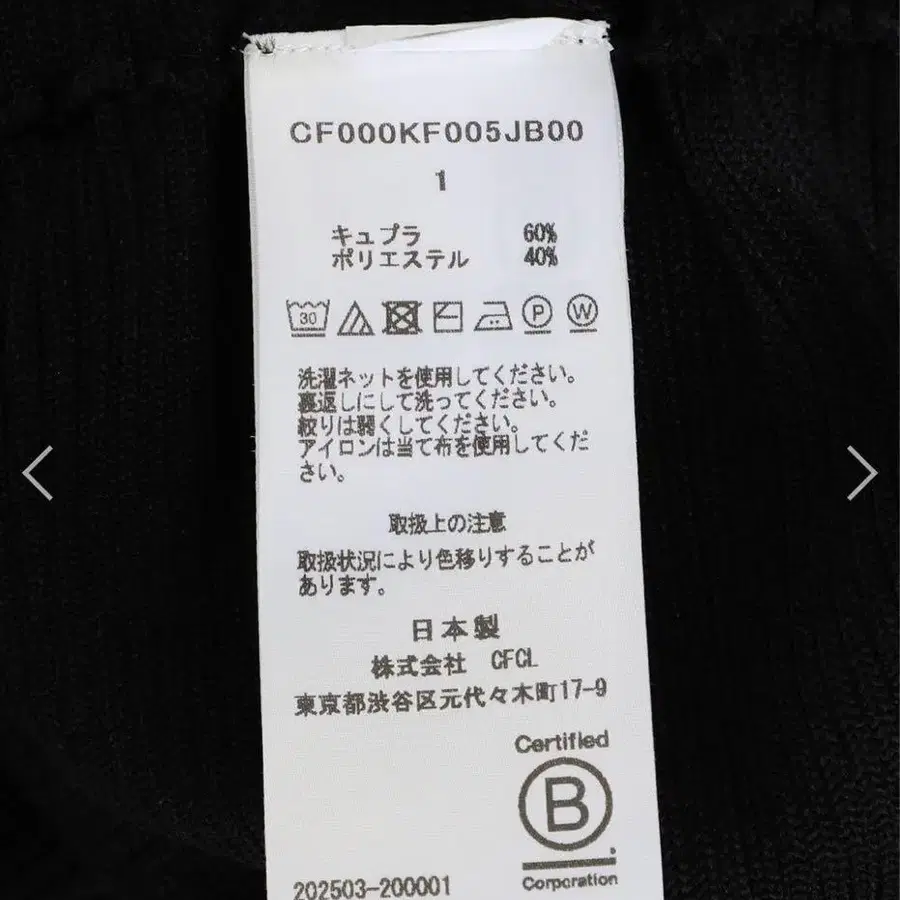 CF000KF005JB00
1
キュプラ 60%
ポリエステル 40%
30 P W
洗濯ネットを使用してください。
裏返しにして洗ってください。
絞りは弱くしてください。
アイロンは当て布を使用してくだ
さい。
取扱上の注意
取扱状況により色移りすることが
あります。
日本製
株式会社 CFCL
東京都渋谷区元代々木町17-9
Certified
B
Corporation
202503-200001